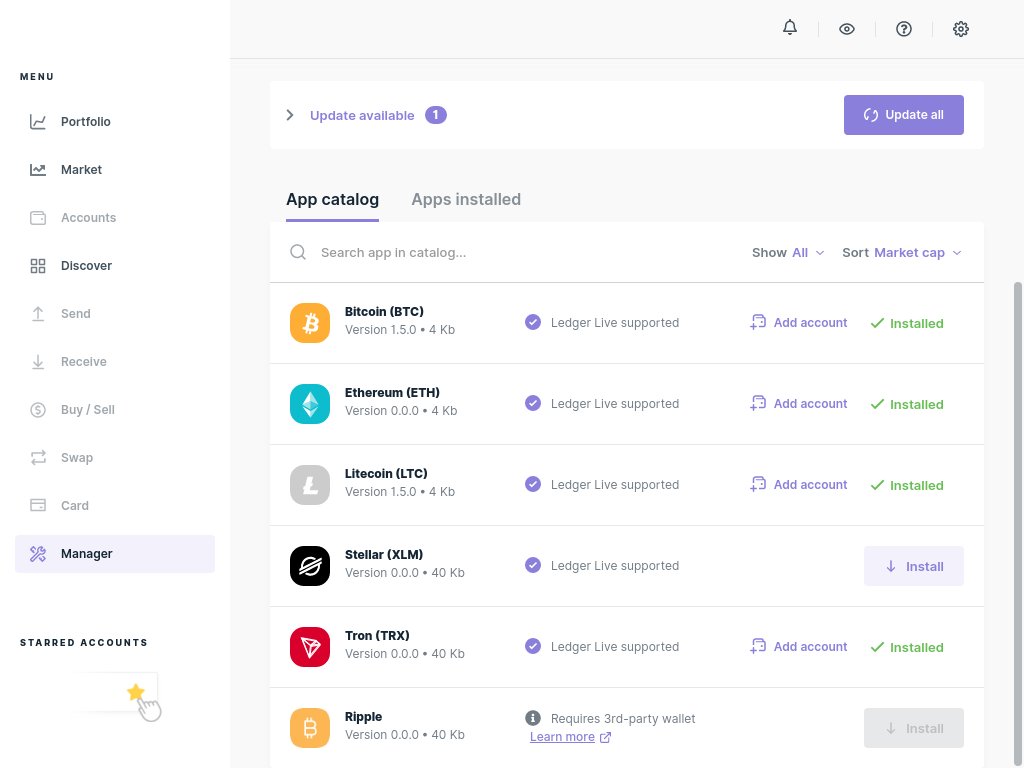 MENU
Portfolio
Market
Accounts
Discover
Send
Receive
Buy / Sell
Swap
Card
Manager
STARRED ACCOUNTS
Update available 1
Update all
App catalog Apps installed
Search app in catalog... Show All Sort Market cap
Bitcoin (BTC)
Version 1.5.0 • 4 Kb
Ledger Live supported
Add account
Installed
Ethereum (ETH)
Version 0.0.0 • 4 Kb
Ledger Live supported
Add account
Installed
Litecoin (LTC)
Version 1.5.0 • 4 Kb
Ledger Live supported
Add account
Installed
Stellar (XLM)
Version 0.0.0 • 40 Kb
Ledger Live supported
Install
Tron (TRX)
Version 0.0.0 • 40 Kb
Ledger Live supported
Add account
Installed
Ripple
Version 0.0.0 • 40 Kb
Requires 3rd-party wallet
Learn more
Install